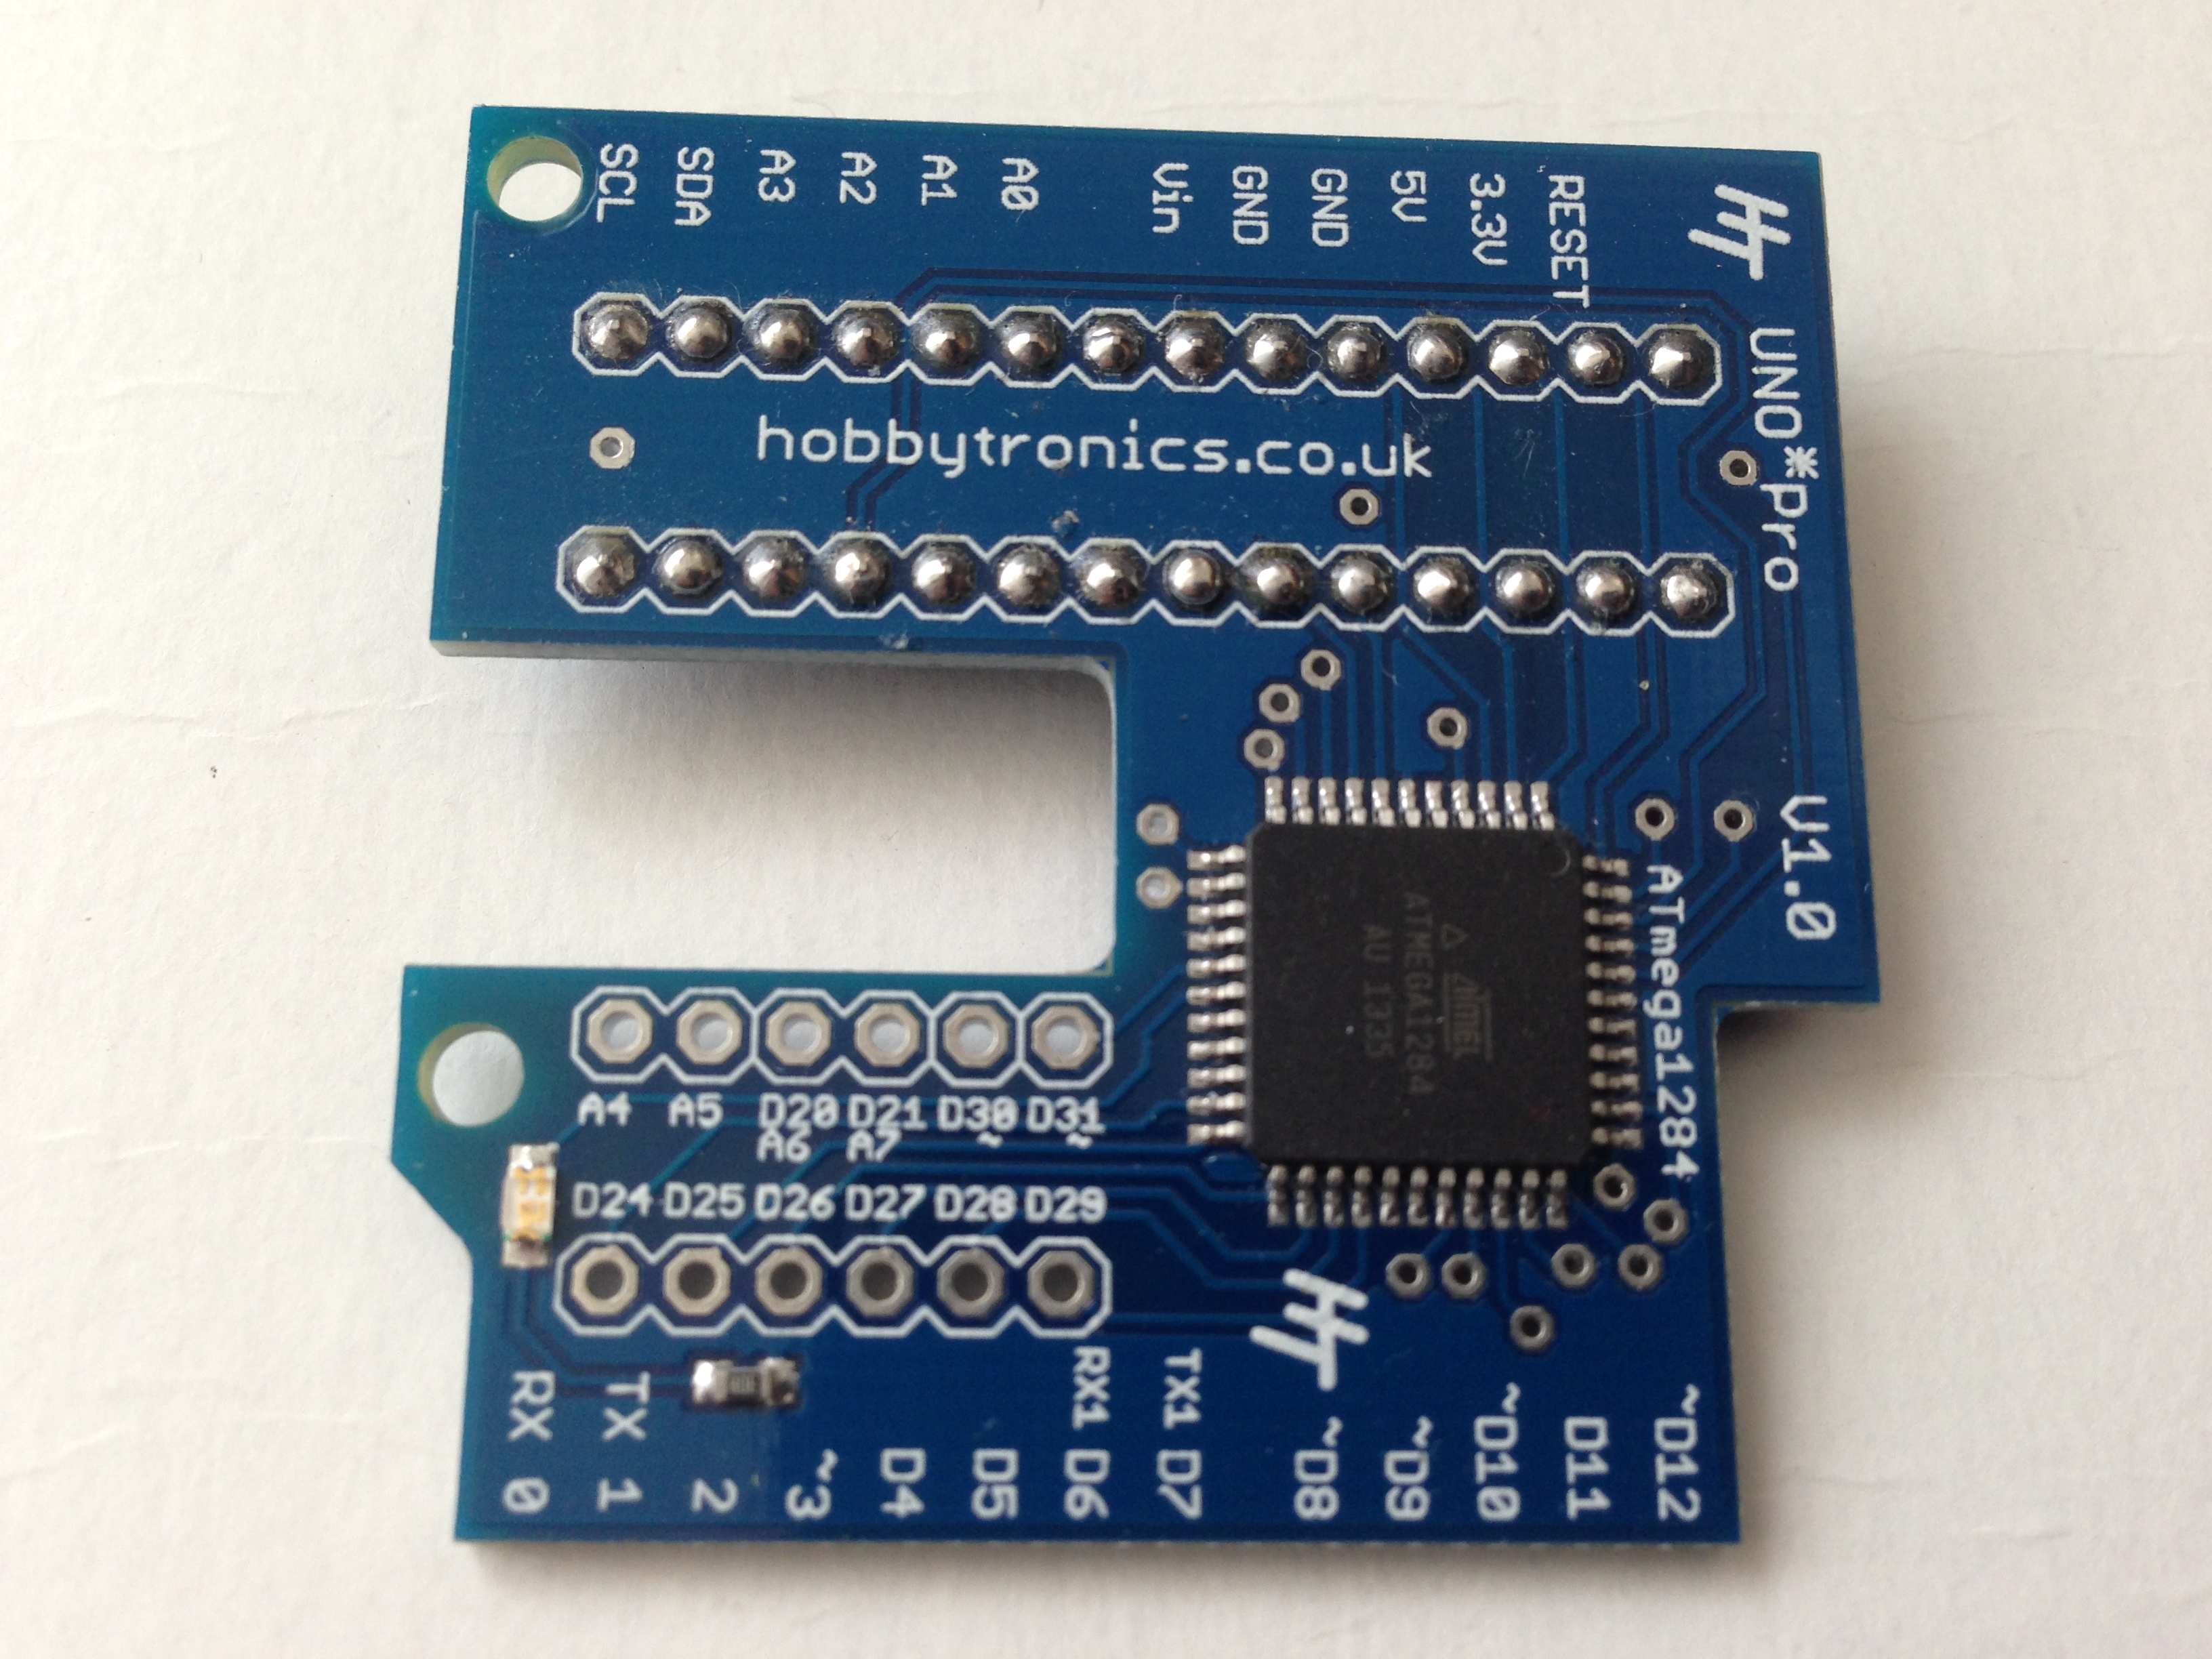 SCL
SDA
A3
A2
A1
A0
Vin
GND
GND
5V
3.3V
RESET
HT
UNO*Pro
V1.0
hobbytronics.co.uk
ATmega1284
ATMEL
ATMEGA1284
AU 1335
A4 A5 D20 D21 D30 D31
A6 A7 ~ ~
D24 D25 D26 D27 D28 D29
HT
RX 0
TX 1
2
~3
D4
D5
RX1 D6
TX1 D7
~D8
~D9
~D10
D11
~D12